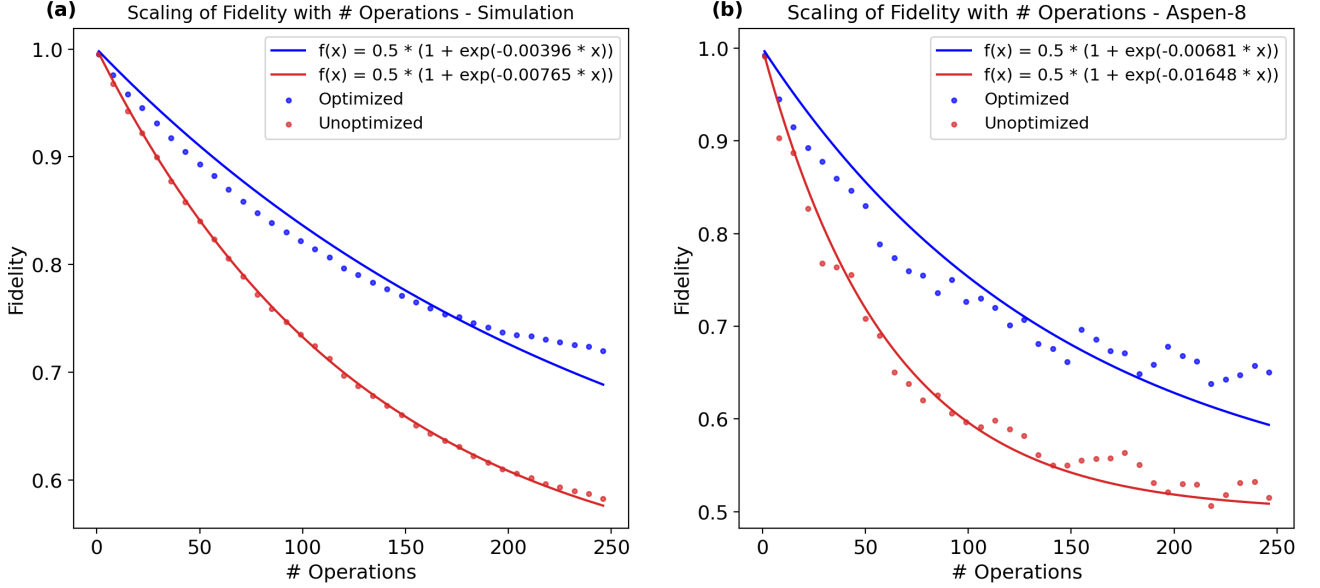 (a)
Scaling of Fidelity with # Operations - Simulation
f(x) = 0.5 * (1 + exp(-0.00396 * x))
f(x) = 0.5 * (1 + exp(-0.00765 * x))
Optimized
Unoptimized
Fidelity
1.0
0.9
0.8
0.7
0.6
0 50 100 150 200 250
# Operations
(b)
Scaling of Fidelity with # Operations - Aspen-8
f(x) = 0.5 * (1 + exp(-0.00681 * x))
f(x) = 0.5 * (1 + exp(-0.01648 * x))
Optimized
Unoptimized
Fidelity
1.0
0.9
0.8
0.7
0.6
0.5
0 50 100 150 200 250
# Operations